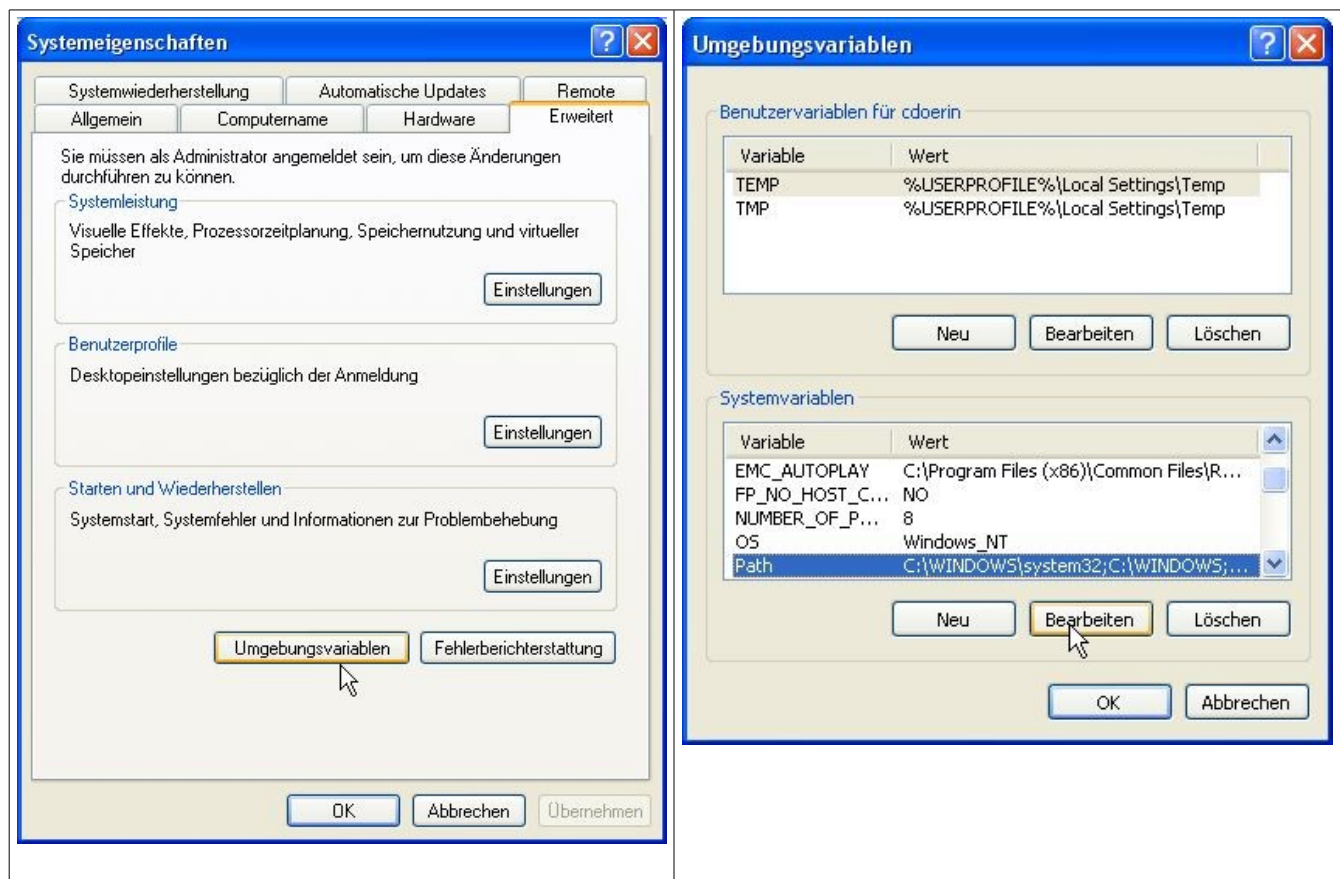 Systemeigenschaften
Systemwiederherstellung
Automatische Updates
Remote
Allgemein
Computername
Hardware
Erweitert
Sie müssen als Administrator angemeldet sein, um diese Änderungen
durchführen zu können.
Systemleistung
Visuelle Effekte, Prozessorzeitplanung, Speichernutzung und virtueller
Speicher
Einstellungen
Benutzerprofile
Desktopeinstellungen bezüglich der Anmeldung
Einstellungen
Starten und Wiederherstellen
Systemstart, Systemfehler und Informationen zur Problembehebung
Einstellungen
Umgebungsvariablen
Fehlerberichterstattung
OK
Abbrechen
Übernehmen
Umgebungsvariablen
Benutzervariablen für cdoerin
Variable Wert
TEMP %USERPROFILE%\Local Settings\Temp
TMP %USERPROFILE%\Local Settings\Temp
Neu
Bearbeiten
Löschen
Systemvariablen
Variable Wert
EMC_AUTOPLAY C:\Program Files (x86)\Common Files\R...
FP_NO_HOST_C... NO
NUMBER_OF_P... 8
OS Windows_NT
Path C:\WINDOWS\system32;C:\WINDOWS;...
Neu
Bearbeiten
Löschen
OK
Abbrechen